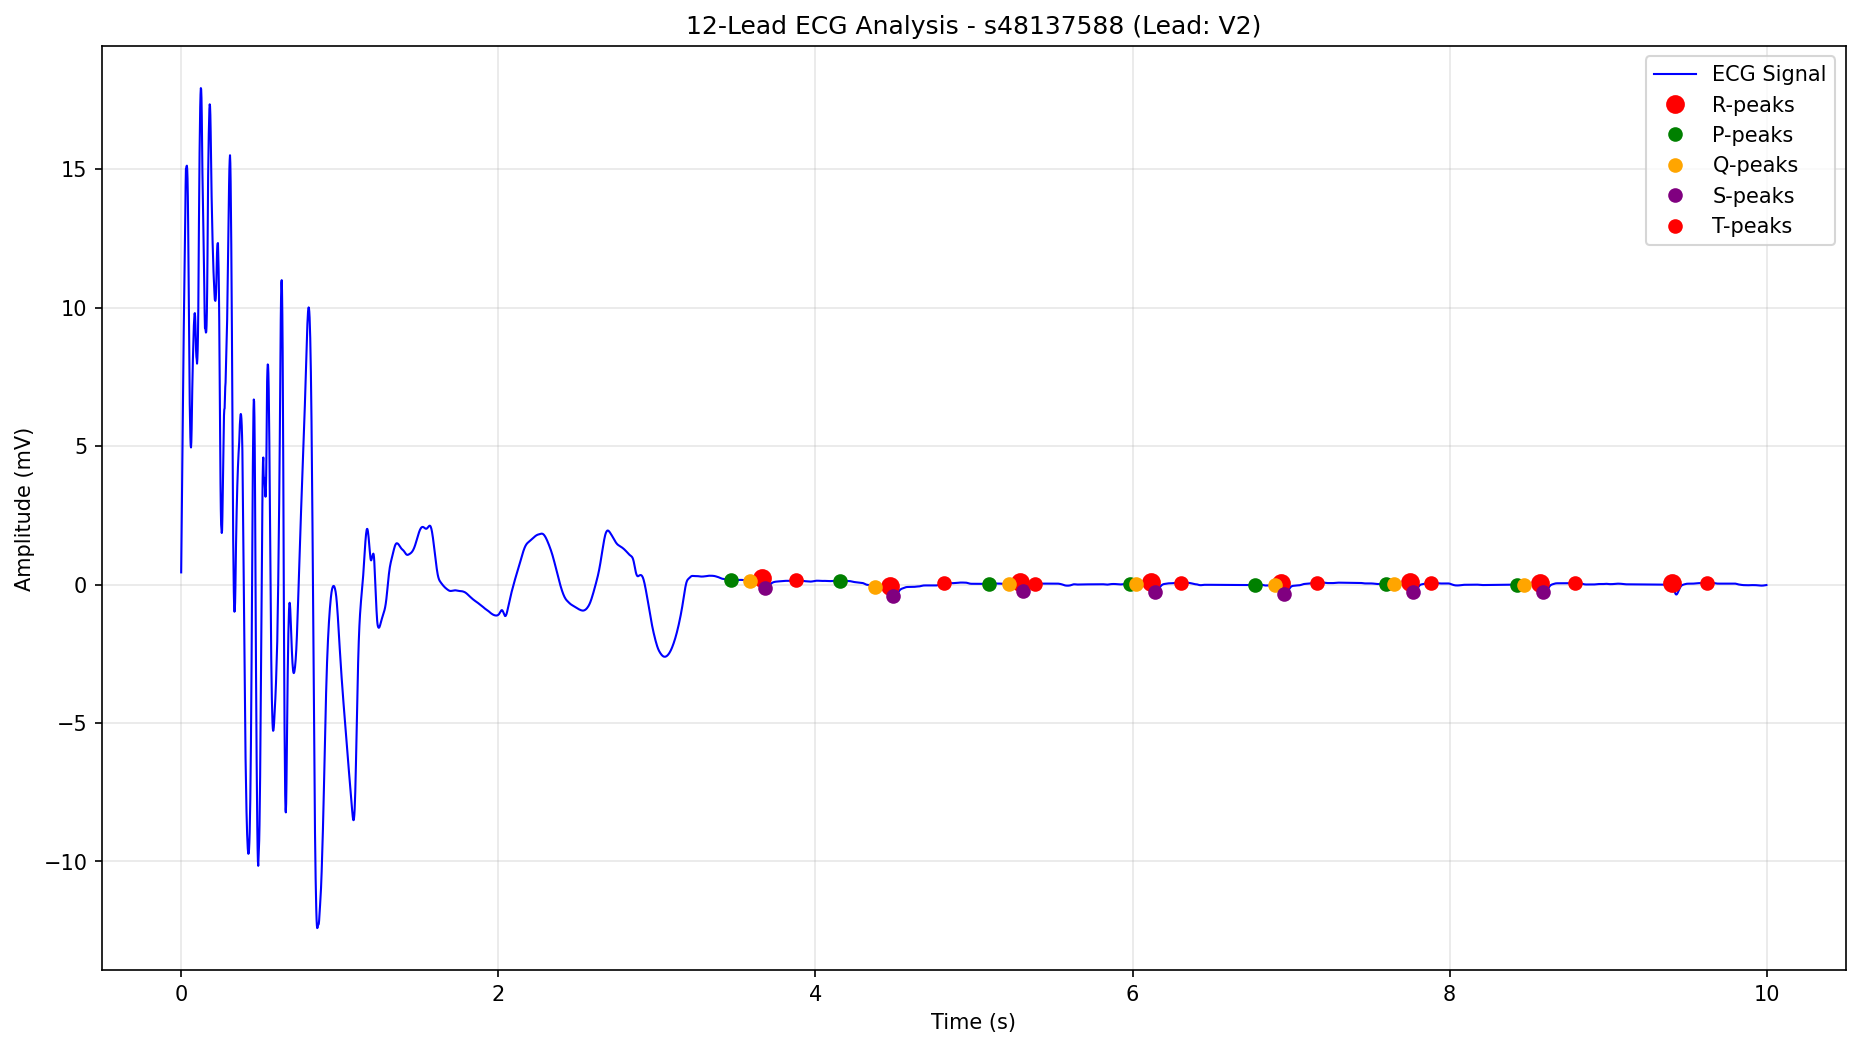 12-Lead ECG Analysis - s48137588 (Lead: V2)
ECG Signal
R-peaks
P-peaks
Q-peaks
S-peaks
T-peaks
Amplitude (mV)
15
10
5
0
−5
−10
0
2
4
6
8
10
Time (s)